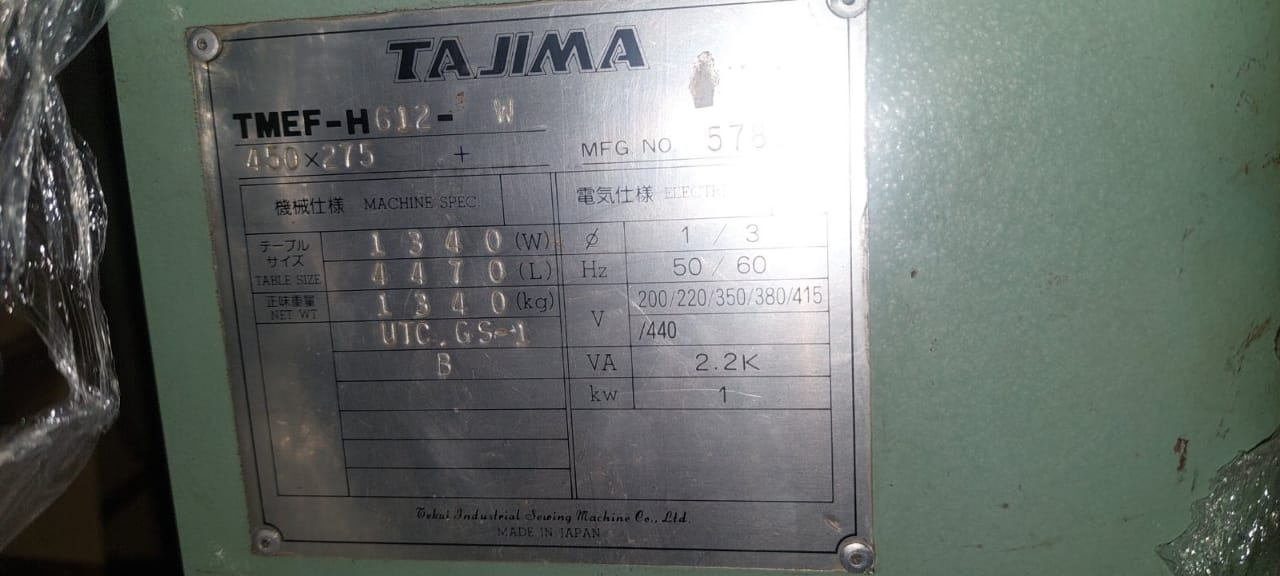 TAJIMA
TMEF-H612- W
450×275 +
MFG NO. 578
機械仕様 MACHINE SPEC.
電気仕様
テーブル
サイズ
TABLE SIZE
1340(W)
4470(L)
正味重量
NET WT
1340(kg)
UTC.GS-1
B
φ 1 / 3
Hz 50 / 60
V 200/220/350/380/415
/440
VA 2.2K
kw 1
Tokai Industrial Sewing Machine Co., Ltd.
MADE IN JAPAN